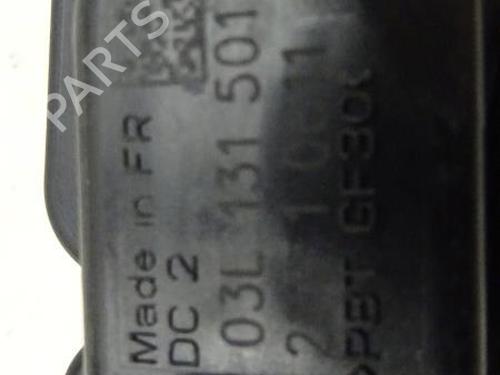 Made in FR
DC 2
03L 131 501
>PBT GF30<
PARTS